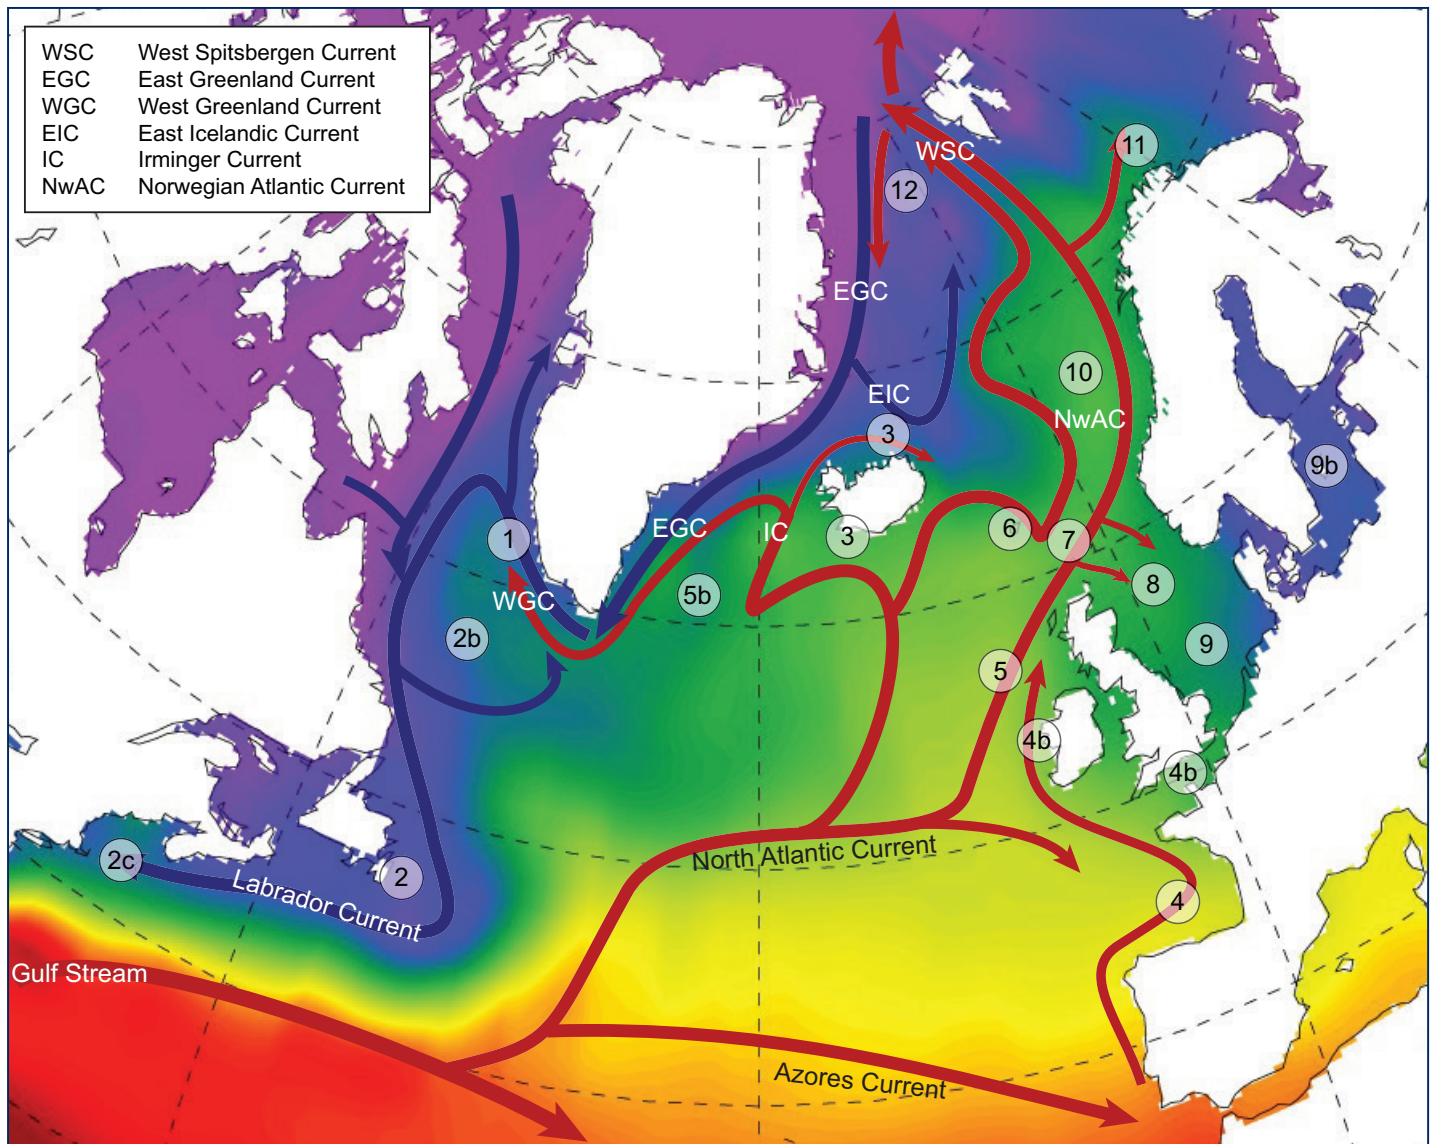 WSC West Spitsbergen Current
EGC East Greenland Current
WGC West Greenland Current
EIC East Icelandic Current
IC Irminger Current
NwAC Norwegian Atlantic Current
11
WSC
12
EGC
10
EIC
NwAC
3
9b
EGC
IC
3
6
7
1
8
WGC
5b
2b
9
5
4b
4b
North Atlantic Current
2c
2
Labrador Current
4
Gulf Stream
Azores Current